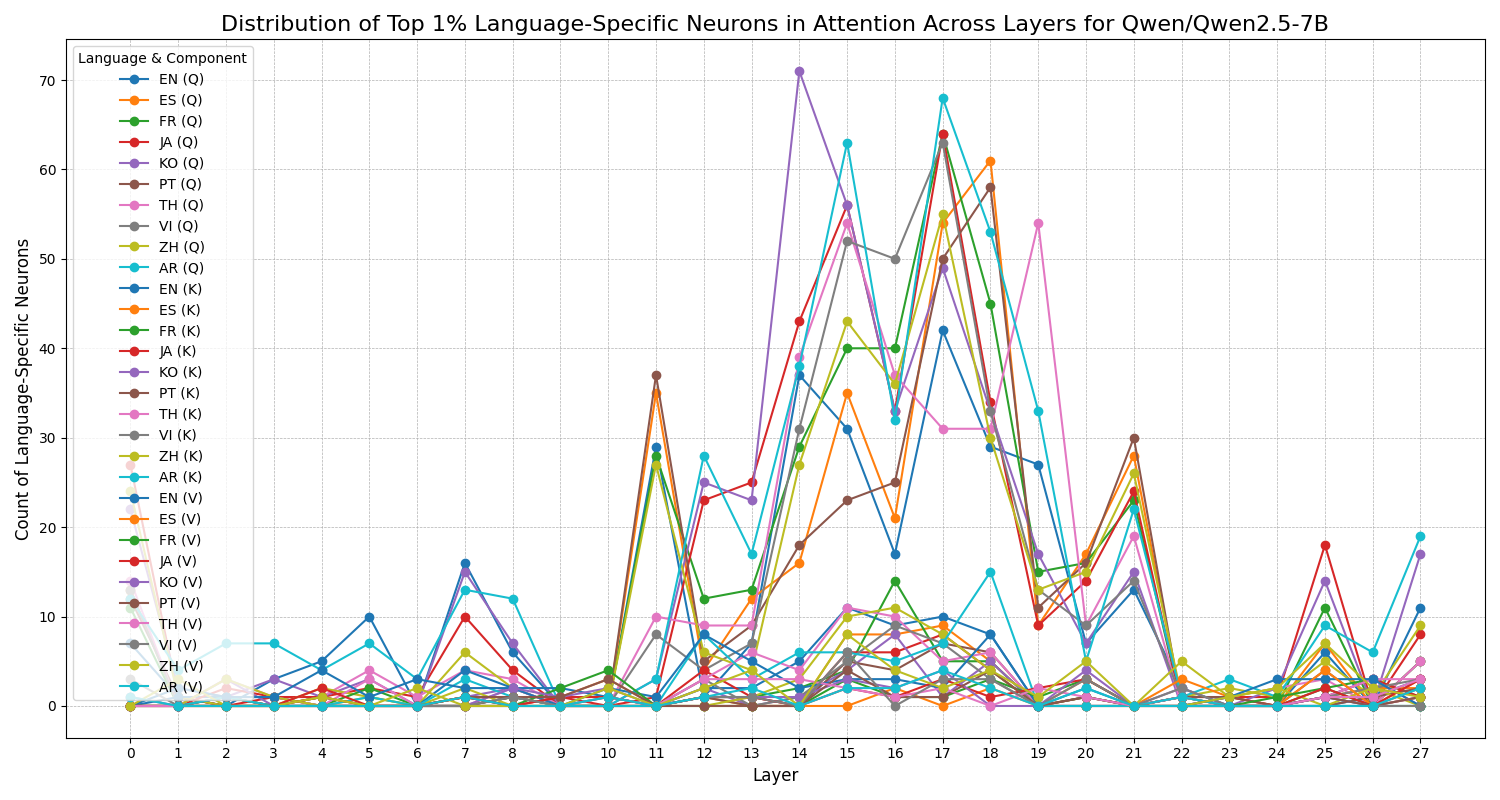 Distribution of Top 1% Language-Specific Neurons in Attention Across Layers for Qwen/Qwen2.5-7B
Language & Component
EN (Q)
ES (Q)
FR (Q)
JA (Q)
KO (Q)
PT (Q)
TH (Q)
VI (Q)
ZH (Q)
AR (Q)
EN (K)
ES (K)
FR (K)
JA (K)
KO (K)
PT (K)
TH (K)
VI (K)
ZH (K)
AR (K)
EN (V)
ES (V)
FR (V)
JA (V)
KO (V)
PT (V)
TH (V)
VI (V)
ZH (V)
AR (V)
Count of Language-Specific Neurons
70
60
50
40
30
20
10
0
0 1 2 3 4 5 6 7 8 9 10 11 12 13 14 15 16 17 18 19 20 21 22 23 24 25 26 27
Layer